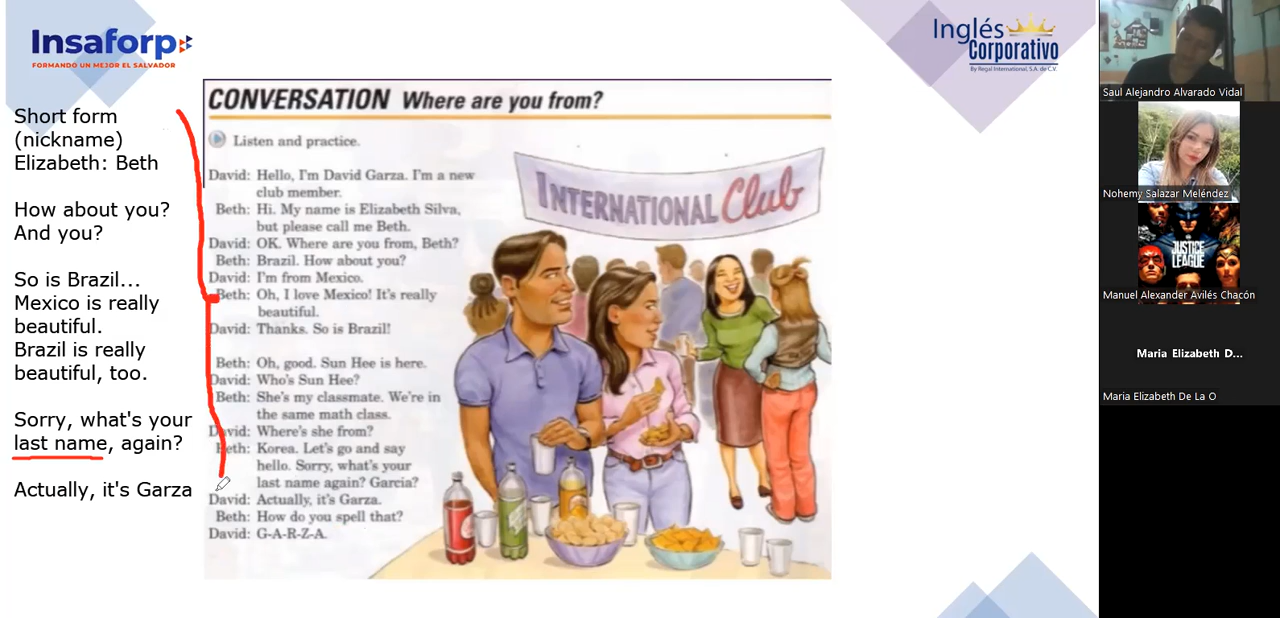 Insaforp
FORMANDO UN MEJOR EL SALVADOR
Inglés
Corporativo
By Regal International, S.A. de C.V.
Short form
(nickname)
Elizabeth: Beth
How about you?
And you?
So is Brazil...
Mexico is really
beautiful.
Brazil is really
beautiful, too.
Sorry, what's your
last name, again?
Actually, it's Garza
CONVERSATION Where are you from?
Listen and practice.
David: Hello, I'm David Garza. I'm a new
club member.
Beth: Hi. My name is Elizabeth Silva,
but please call me Beth.
David: OK. Where are you from, Beth?
Beth: Brazil. How about you?
David: I'm from Mexico.
Beth: Oh, I love Mexico! It's really
beautiful.
David: Thanks. So is Brazil!
Beth: Oh, good. Sun Hee is here.
David: Who's Sun Hee?
Beth: She's my classmate. We're in
the same math class.
David: Where's she from?
Beth: Korea. Let's go and say
hello. Sorry, what's your
last name again? Garcia?
David: Actually, it's Garza.
Beth: How do you spell that?
David: G-A-R-Z-A.
INTERNATIONAL Club
Saul Alejandro Alvarado Vidal
Nohemy Salazar Meléndez
JUSTICE
LEAGUE
Manuel Alexander Avilés Chacón
Maria Elizabeth D...
Maria Elizabeth De La O